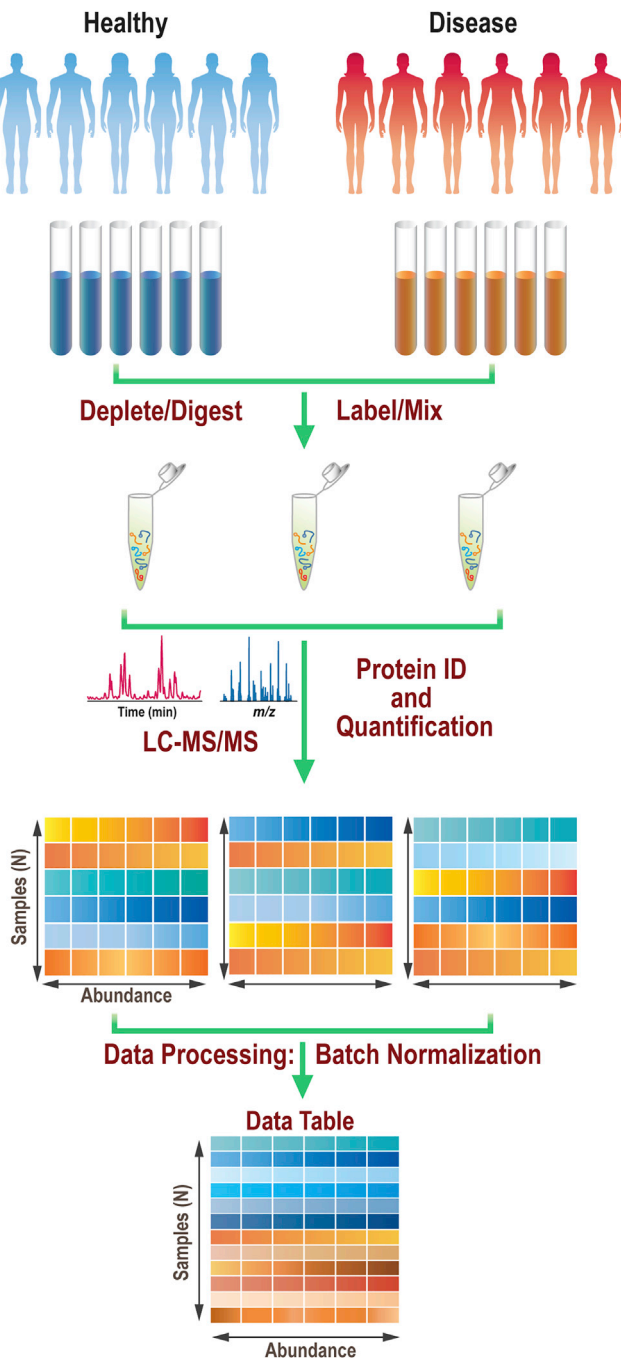 Healthy
Disease
Deplete/Digest
Label/Mix
Time (min)
m/z
LC-MS/MS
Protein ID
and
Quantification
Samples (N)
Abundance
Data Processing: Batch Normalization
Data Table
Samples (N)
Abundance